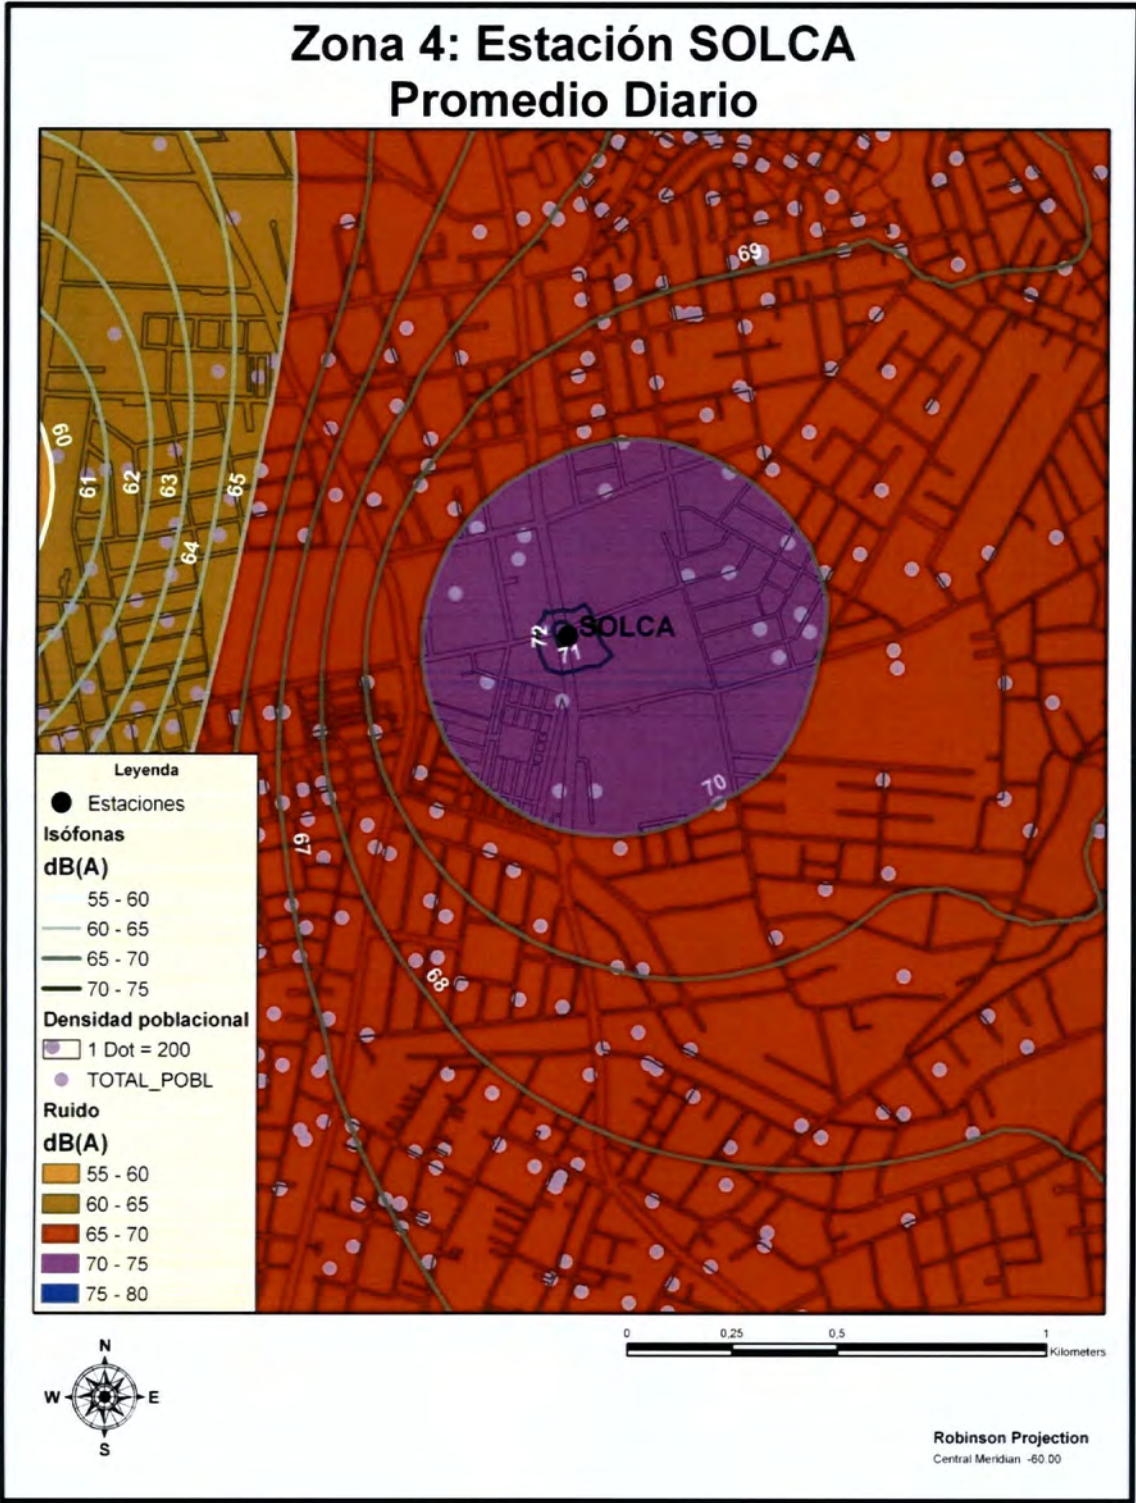 Zona 4: Estación SOLCA
Promedio Diario
69
60
61
62
63
64
65
72
SOLCA
71
70
67
68
Leyenda
Estaciones
Isófonas
dB(A)
55 - 60
60 - 65
65 - 70
70 - 75
Densidad poblacional
1 Dot = 200
TOTAL_POBL
Ruido
dB(A)
55 - 60
60 - 65
65 - 70
70 - 75
75 - 80
0 0,25 0,5 1
Kilometers
N
W E
S
Robinson Projection
Central Meridian -60.00